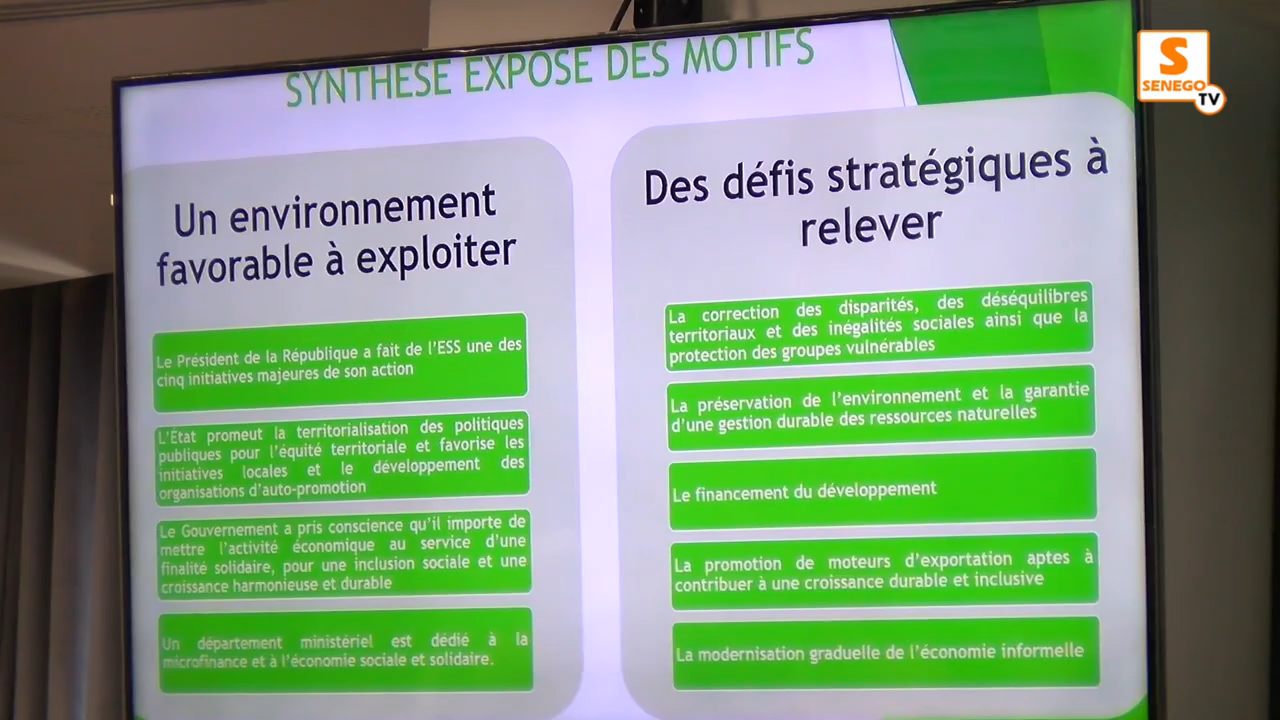 SYNTHESE EXPOSE DES MOTIFS
Un environnement
favorable à exploiter
Le Président de la République a fait de l'ESS une des
cinq initiatives majeures de son action
L'État promeut la territorialisation des politiques
publiques pour l'équité territoriale et favorise les
initiatives locales et le développement des
organisations d'auto-promotion
Le Gouvernement a pris conscience qu'il importe de
mettre l'activité économique au service d'une
finalité solidaire, pour une inclusion sociale et une
croissance harmonieuse et durable
Un département ministériel est dédié à la
microfinance et à l'économie sociale et solidaire.
Des défis stratégiques à
relever
La correction des disparités, des déséquilibres
territoriaux et des inégalités sociales ainsi que la
protection des groupes vulnérables
La préservation de l'environnement et la garantie
d'une gestion durable des ressources naturelles
Le financement du développement
La promotion de moteurs d'exportation aptes à
contribuer à une croissance durable et inclusive
La modernisation graduelle de l'économie informelle
S
SENEGO
TV